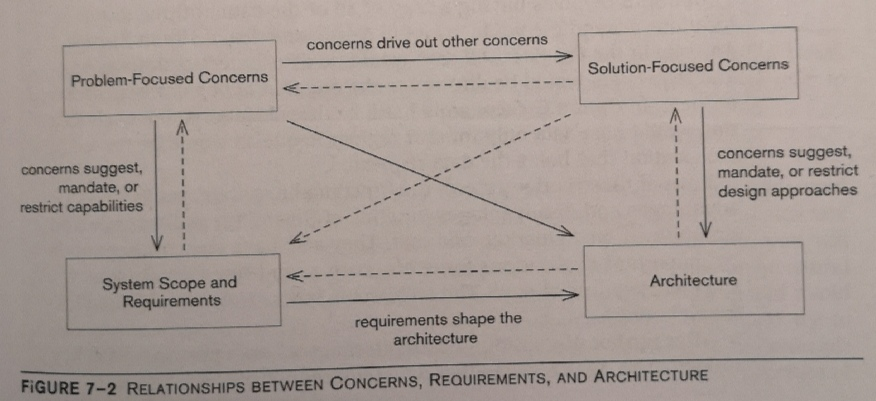 concerns drive out other concerns
Problem-Focused Concerns
Solution-Focused Concerns
concerns suggest,
mandate, or
restrict capabilities
concerns suggest,
mandate, or restrict
design approaches
System Scope and
Requirements
Architecture
requirements shape the
architecture
FIGURE 7–2 RELATIONSHIPS BETWEEN CONCERNS, REQUIREMENTS, AND ARCHITECTURE